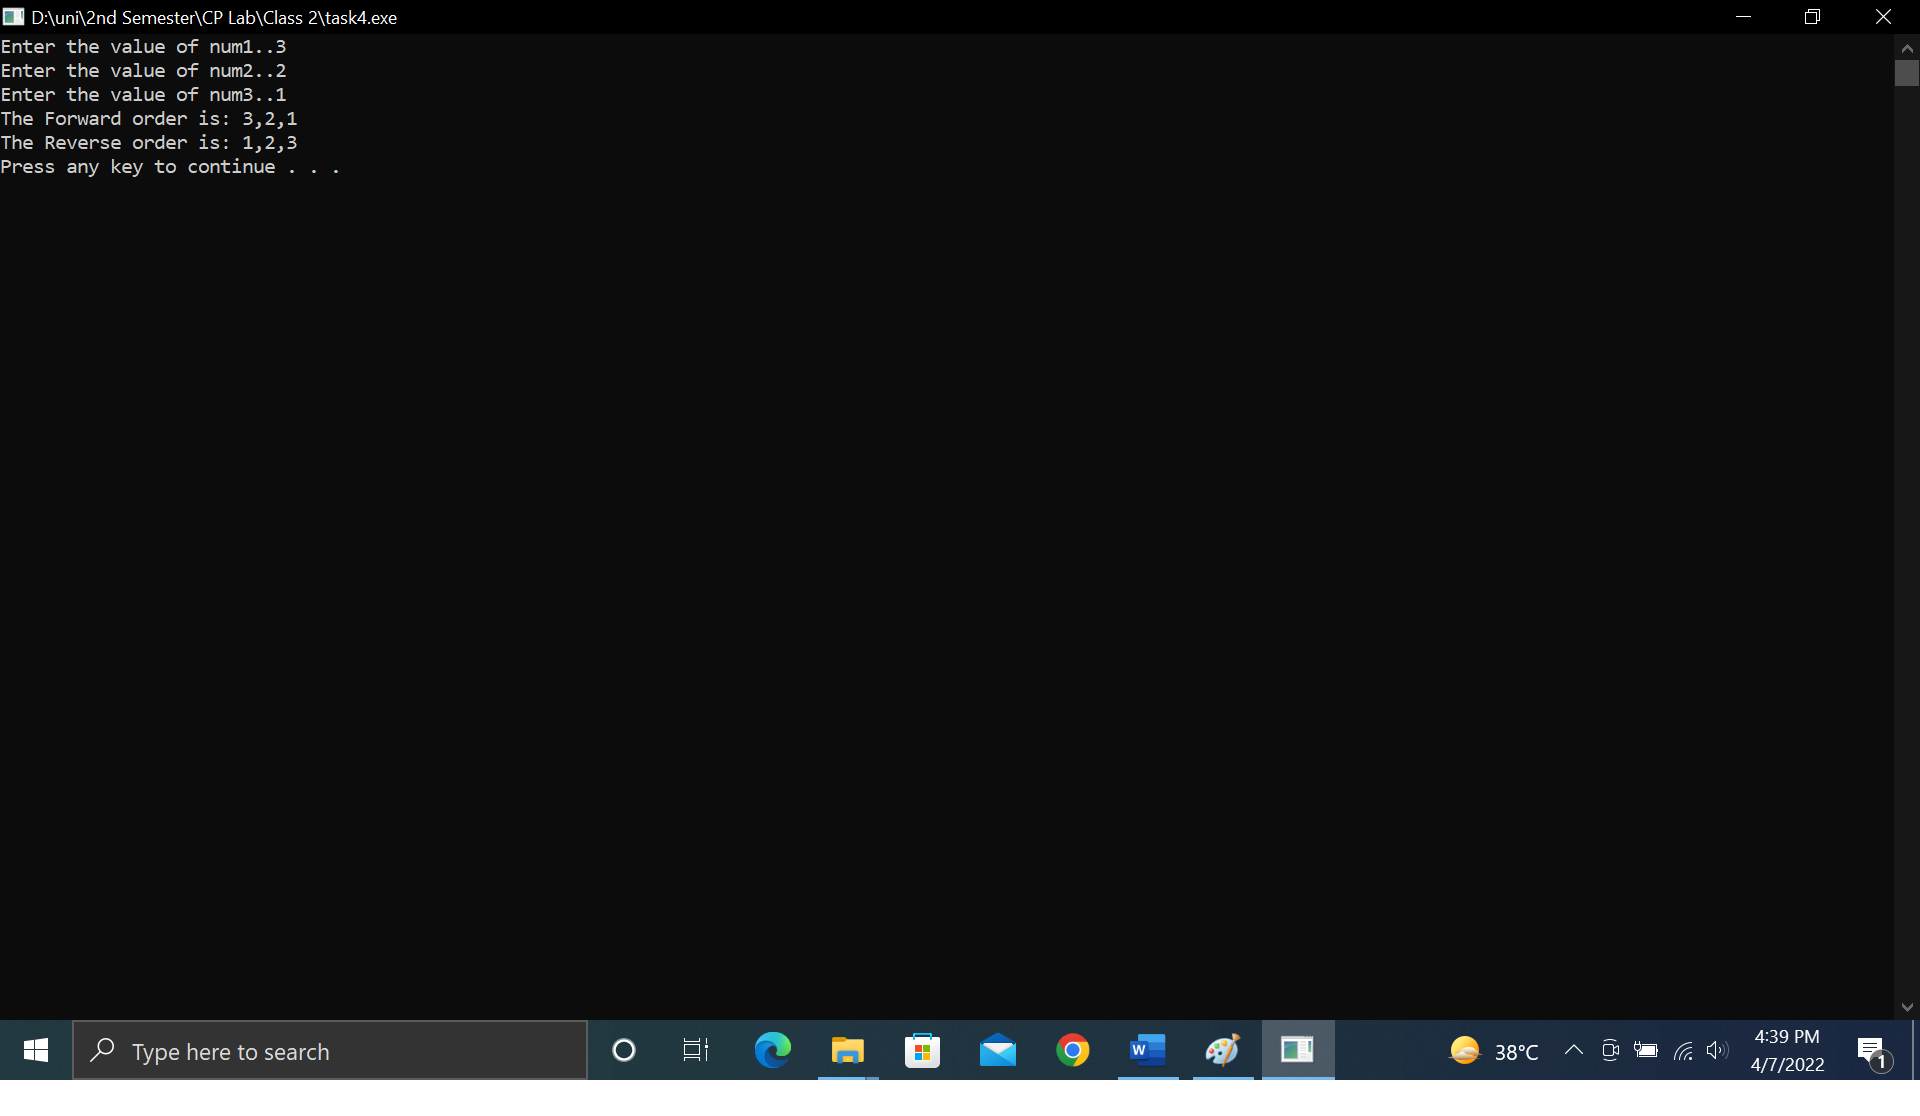 D:\uni\2nd Semester\CP Lab\Class 2\task4.exe
Enter the value of num1..3
Enter the value of num2..2
Enter the value of num3..1
The Forward order is: 3,2,1
The Reverse order is: 1,2,3
Press any key to continue . . .
Type here to search
W
38°C
4:39 PM
4/7/2022
1